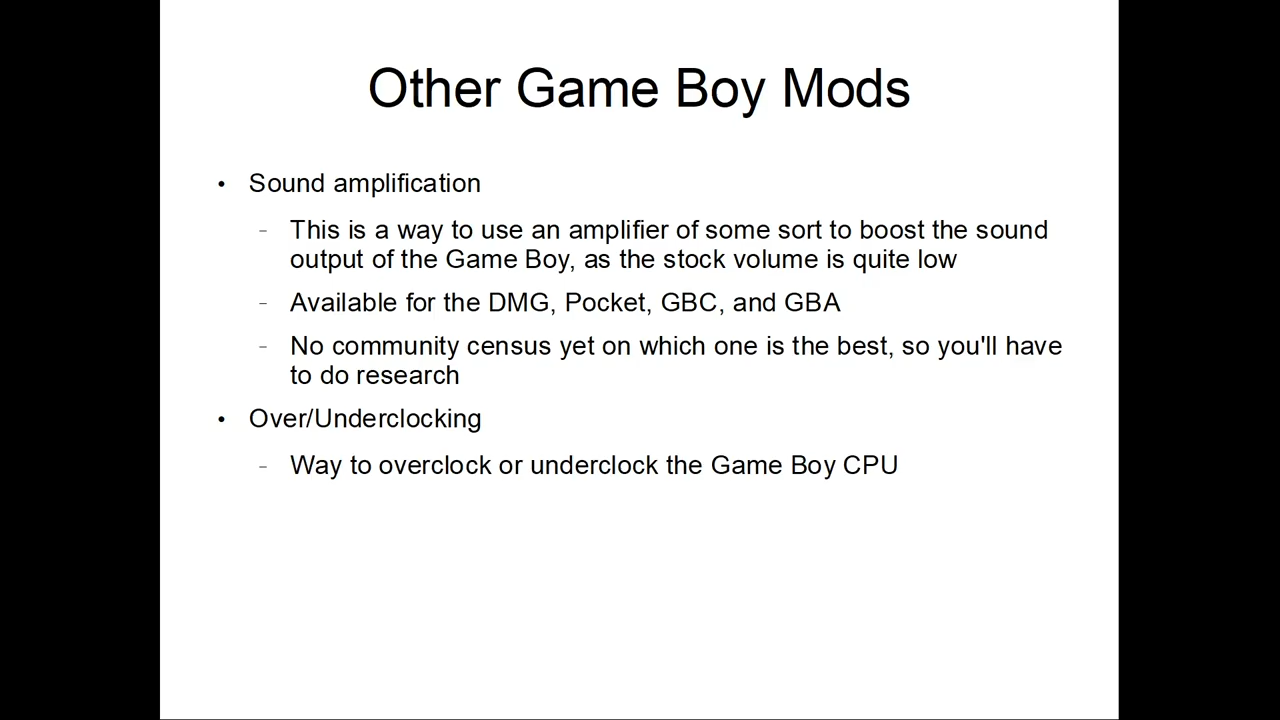 Other Game Boy Mods
• Sound amplification
– This is a way to use an amplifier of some sort to boost the sound
output of the Game Boy, as the stock volume is quite low
– Available for the DMG, Pocket, GBC, and GBA
– No community census yet on which one is the best, so you'll have
to do research
• Over/Underclocking
– Way to overclock or underclock the Game Boy CPU